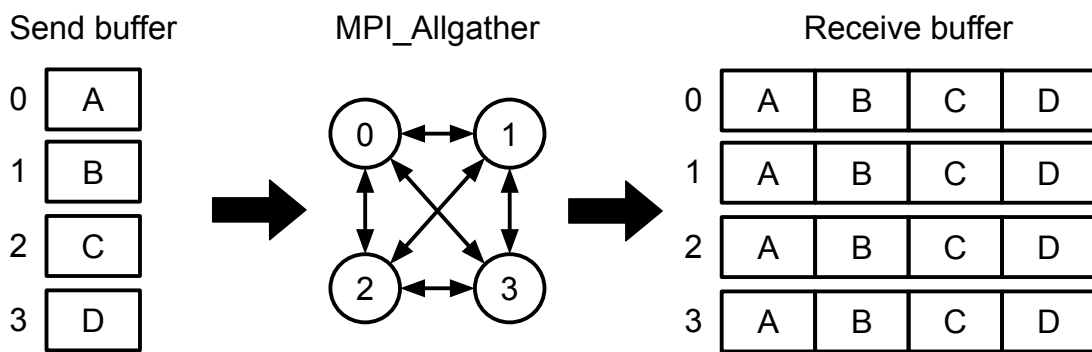 Send buffer MPI_Allgather Receive buffer
0 A 0 A B C D
0 1
1 B 1 A B C D
2 C 2 A B C D
2 3
3 D 3 A B C D